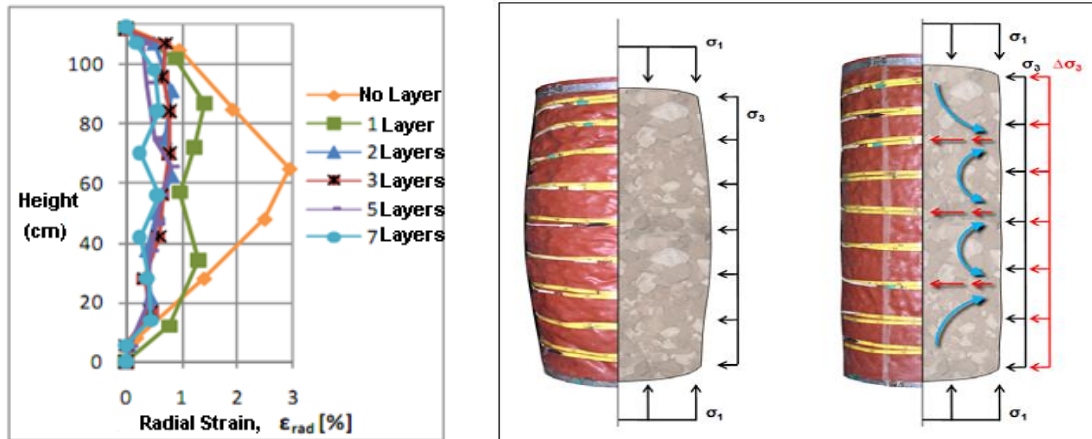 100
80
60
40
20
0
Height
(cm)
0 1 2 3
Radial Strain, εrad [%]
No Layer
1 Layer
2 Layers
3 Layers
5 Layers
7 Layers
σ1
σ3
σ1
σ1
σ3 Δσ3
σ1